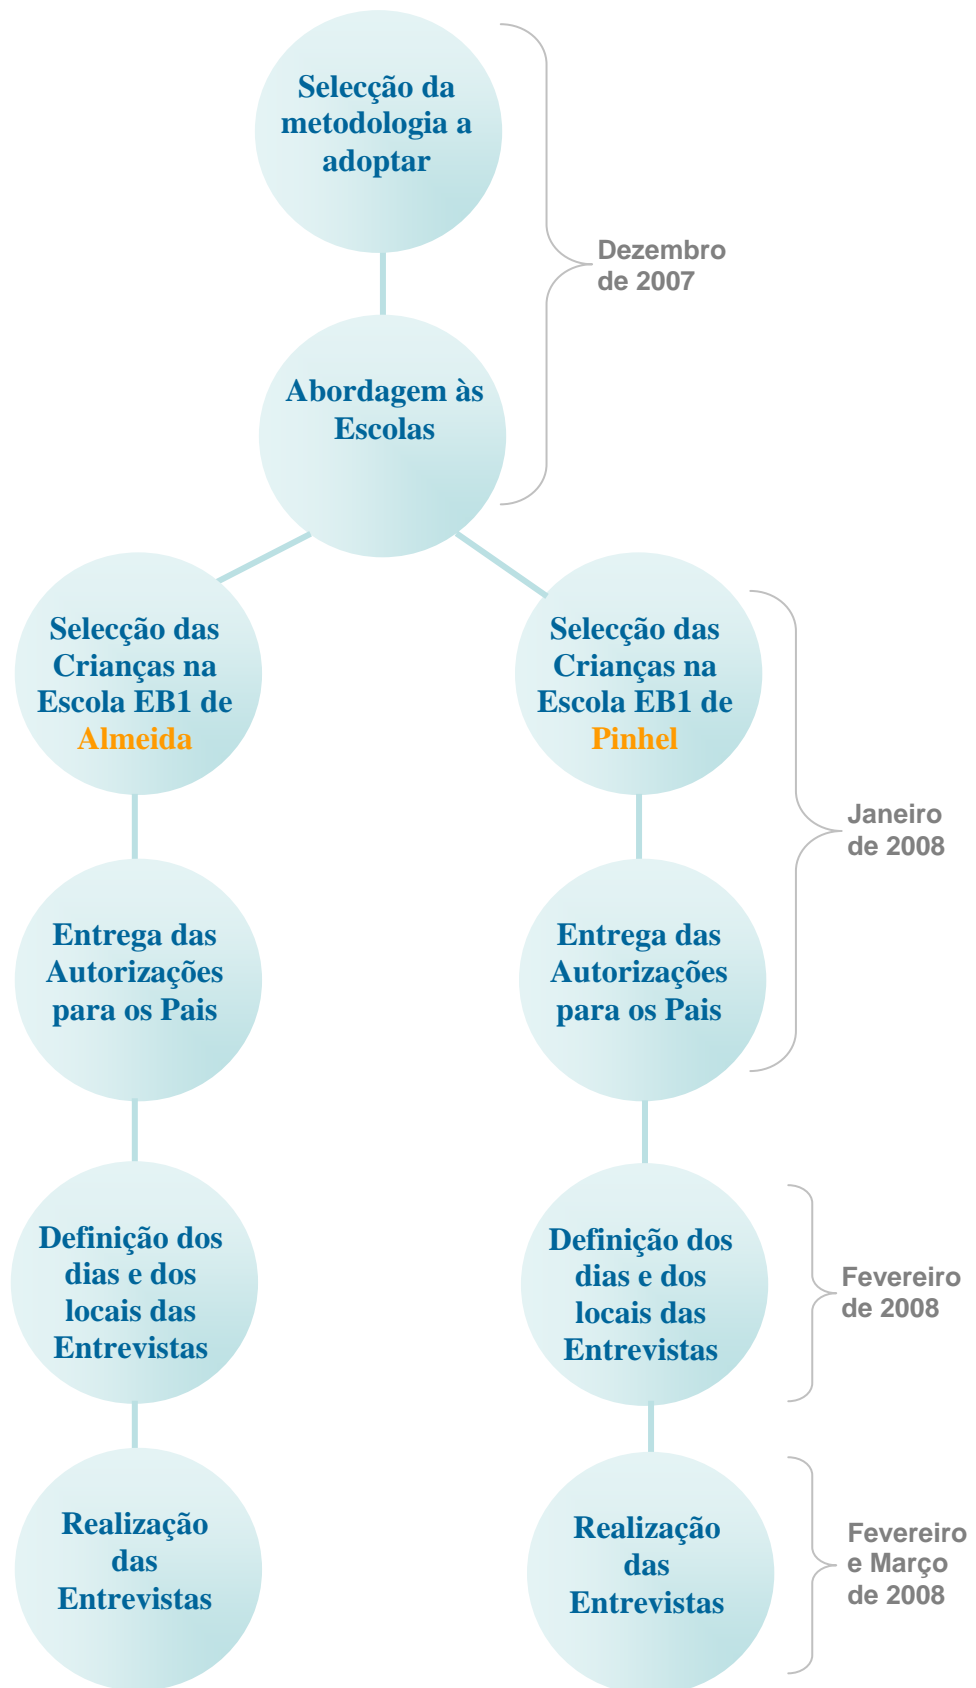 Selecção da
metodologia a
adoptar
Dezembro
de 2007
Abordagem às
Escolas
Selecção das
Crianças na
Escola EB1 de
Almeida
Selecção das
Crianças na
Escola EB1 de
Pinhel
Janeiro
de 2008
Entrega das
Autorizações
para os Pais
Entrega das
Autorizações
para os Pais
Definição dos
dias e dos
locais das
Entrevistas
Definição dos
dias e dos
locais das
Entrevistas
Fevereiro
de 2008
Realização
das
Entrevistas
Realização
das
Entrevistas
Fevereiro
e Março
de 2008